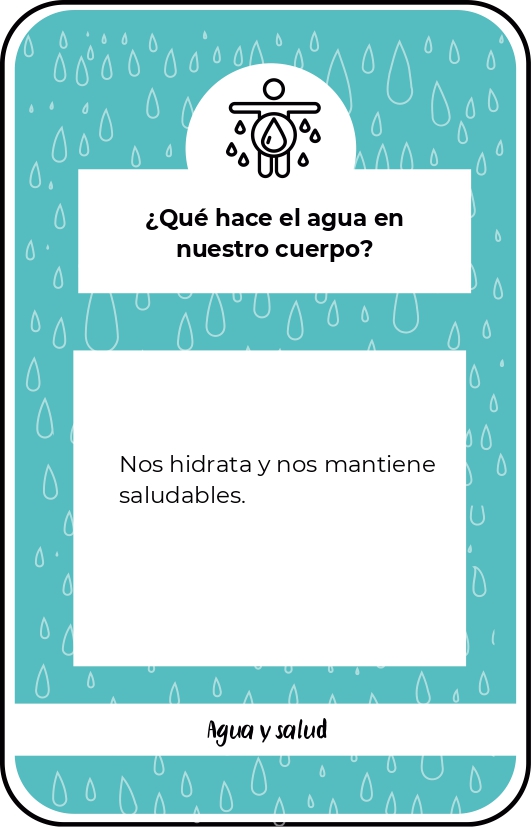 ¿Qué hace el agua en
nuestro cuerpo?
Nos hidrata y nos mantiene
saludables.
Agua y salud